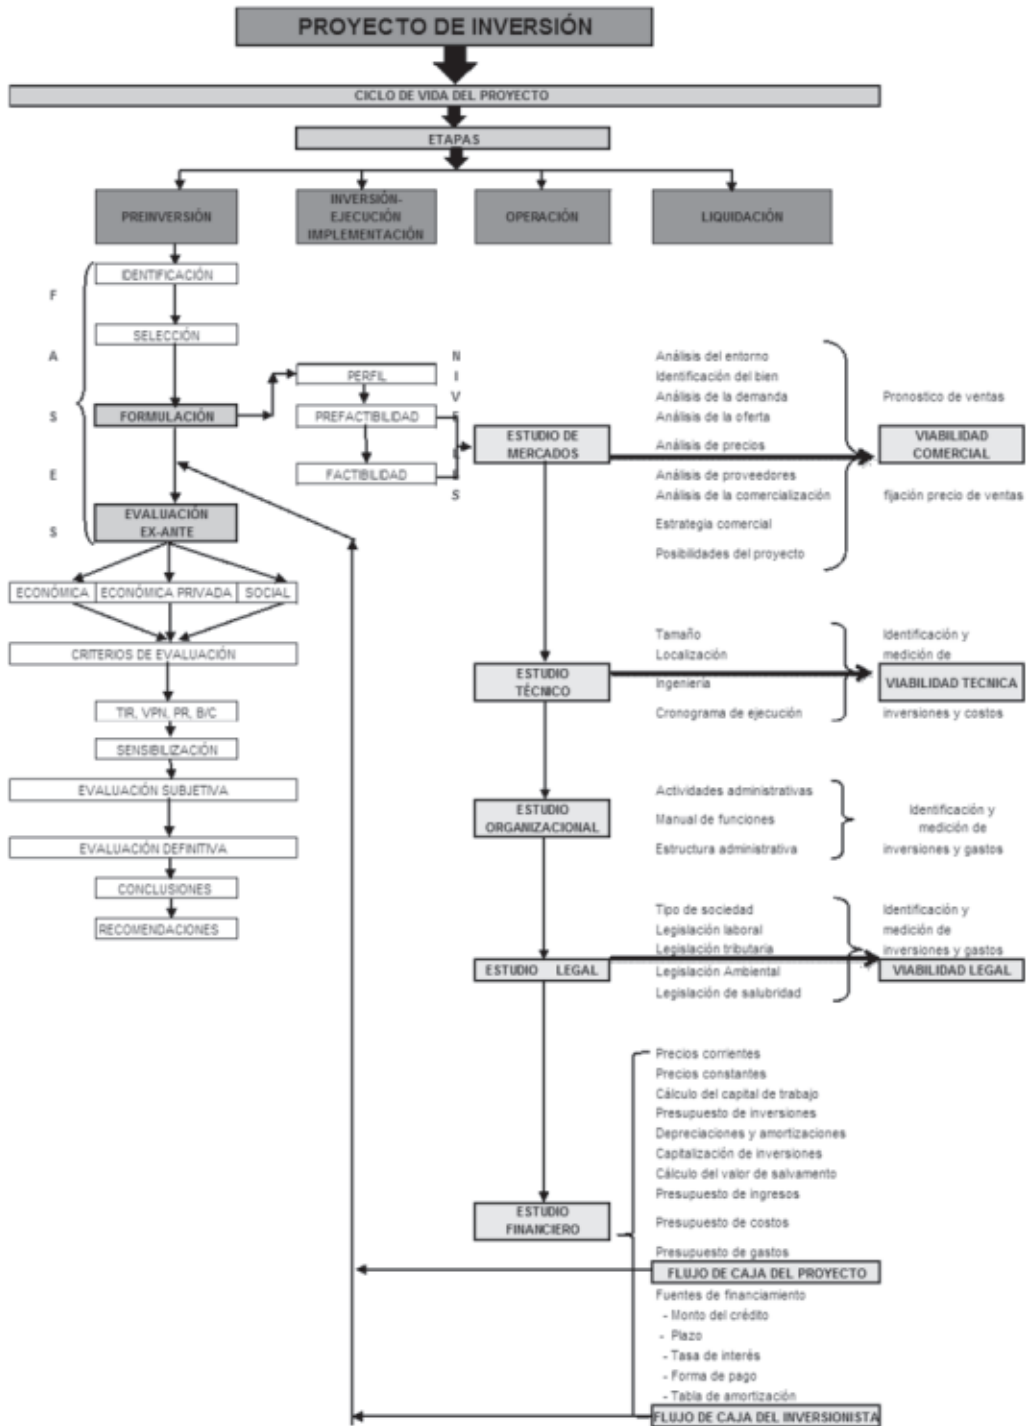 PROYECTO DE INVERSIÓN
CICLO DE VIDA DEL PROYECTO
ETAPAS
PREINVERSIÓN
INVERSIÓN-
EJECUCIÓN
IMPLEMENTACIÓN
OPERACIÓN
LIQUIDACIÓN
F
A
S
E
S
IDENTIFICACIÓN
SELECCIÓN
FORMULACIÓN
EVALUACIÓN
EX-ANTE
ECONÓMICA
ECONÓMICA PRIVADA
SOCIAL
CRITERIOS DE EVALUACIÓN
TIR, VPN, PR, B/C
SENSIBILIZACIÓN
EVALUACIÓN SUBJETIVA
EVALUACIÓN DEFINITIVA
CONCLUSIONES
RECOMENDACIONES
PERFIL
PREFACTIBILIDAD
FACTIBILIDAD
N
I
V
E
L
E
S
ESTUDIO DE
MERCADOS
Análisis del entorno
Identificación del bien
Análisis de la demanda
Análisis de la oferta
Análisis de precios
Análisis de proveedores
Análisis de la comercialización
Estrategia comercial
Posibilidades del proyecto
Pronostico de ventas
VIABILIDAD
COMERCIAL
fijación precio de ventas
ESTUDIO
TÉCNICO
Tamaño
Localización
Ingeniería
Cronograma de ejecución
Identificación y
medición de
VIABILIDAD TECNICA
inversiones y costos
ESTUDIO
ORGANIZACIONAL
Actividades administrativas
Manual de funciones
Estructura administrativa
Identificación y
medición de
inversiones y gastos
ESTUDIO LEGAL
Tipo de sociedad
Legislación laboral
Legislación tributaria
Legislación Ambiental
Legislación de salubridad
Identificación y
medición de
inversiones y gastos
VIABILIDAD LEGAL
ESTUDIO
FINANCIERO
Precios corrientes
Precios constantes
Cálculo del capital de trabajo
Presupuesto de inversiones
Depreciaciones y amortizaciones
Capitalización de inversiones
Cálculo del valor de salvamento
Presupuesto de ingresos
Presupuesto de costos
Presupuesto de gastos
FLUJO DE CAJA DEL PROYECTO
Fuentes de financiamiento
- Monto del crédito
- Plazo
- Tasa de interés
- Forma de pago
- Tabla de amortización
FLUJO DE CAJA DEL INVERSIONISTA